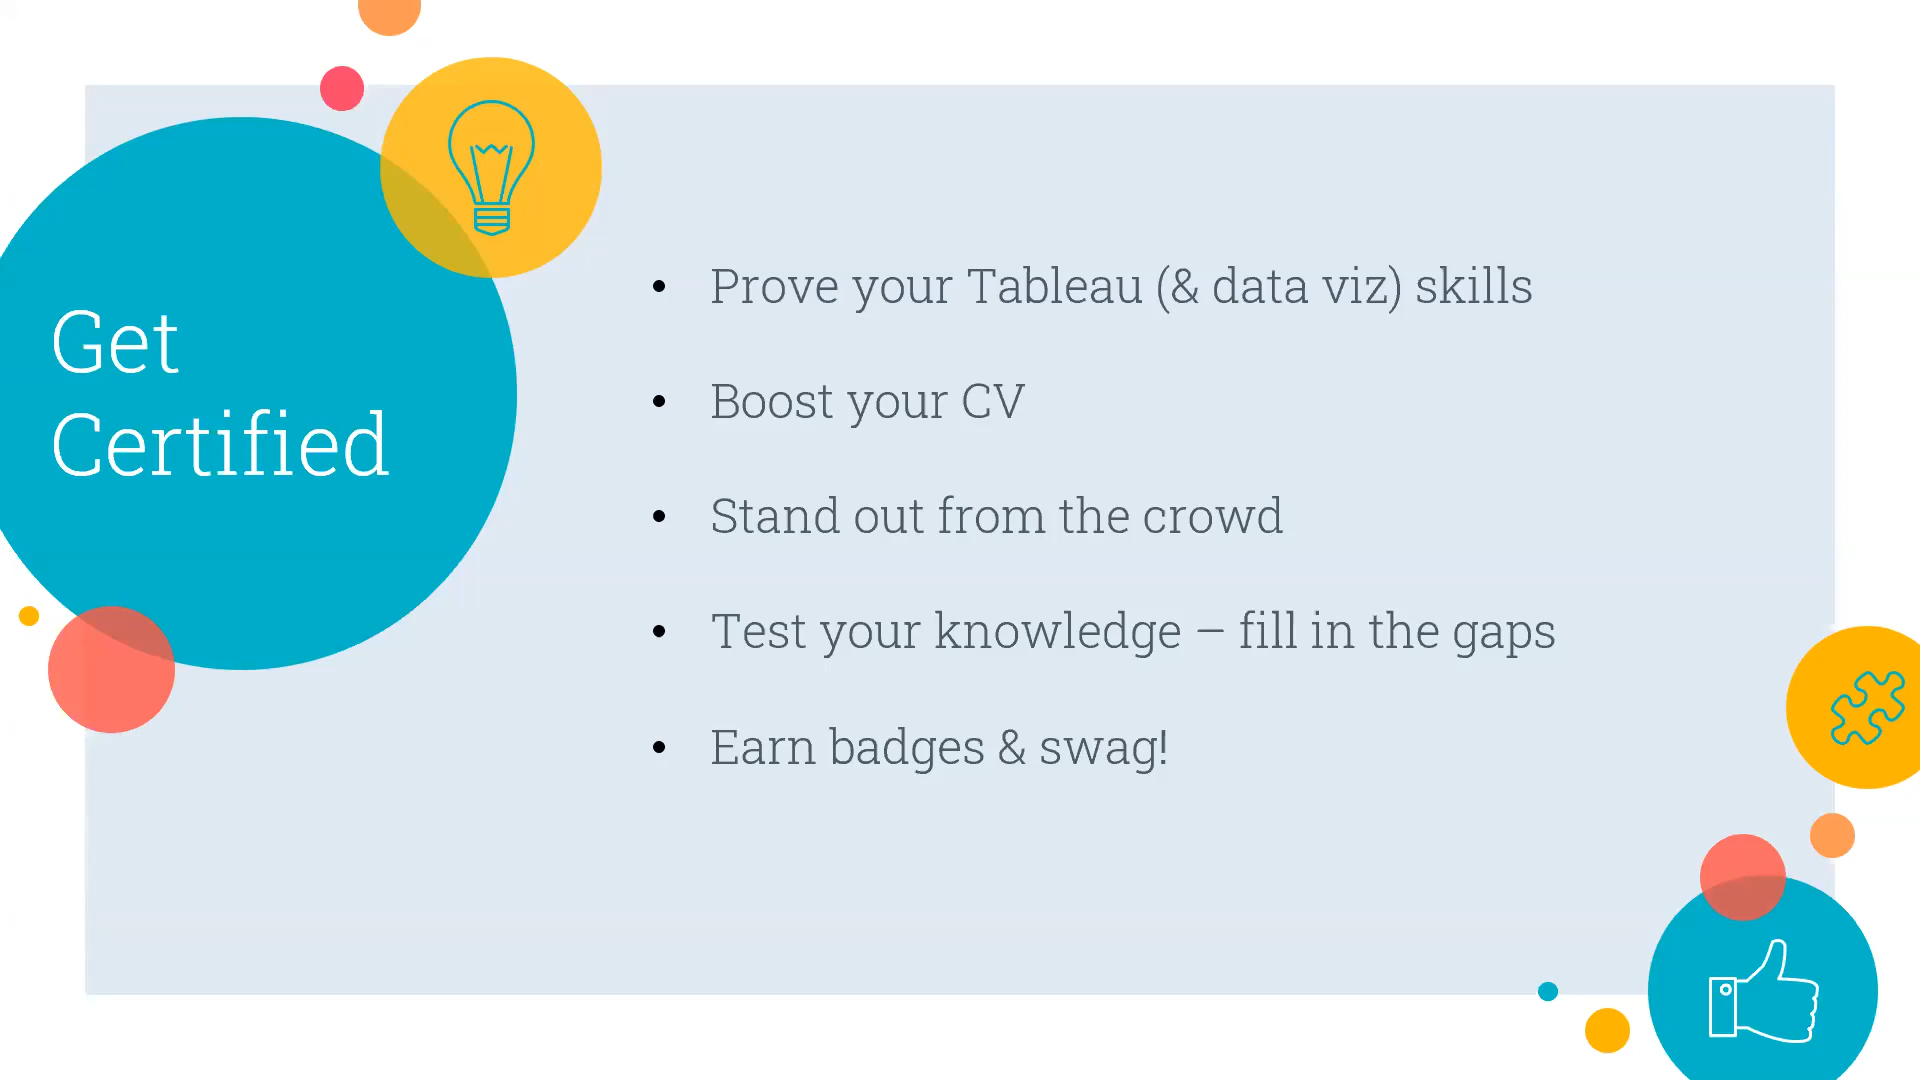 Get
Certified
• Prove your Tableau (& data viz) skills
• Boost your CV
• Stand out from the crowd
• Test your knowledge – fill in the gaps
• Earn badges & swag!